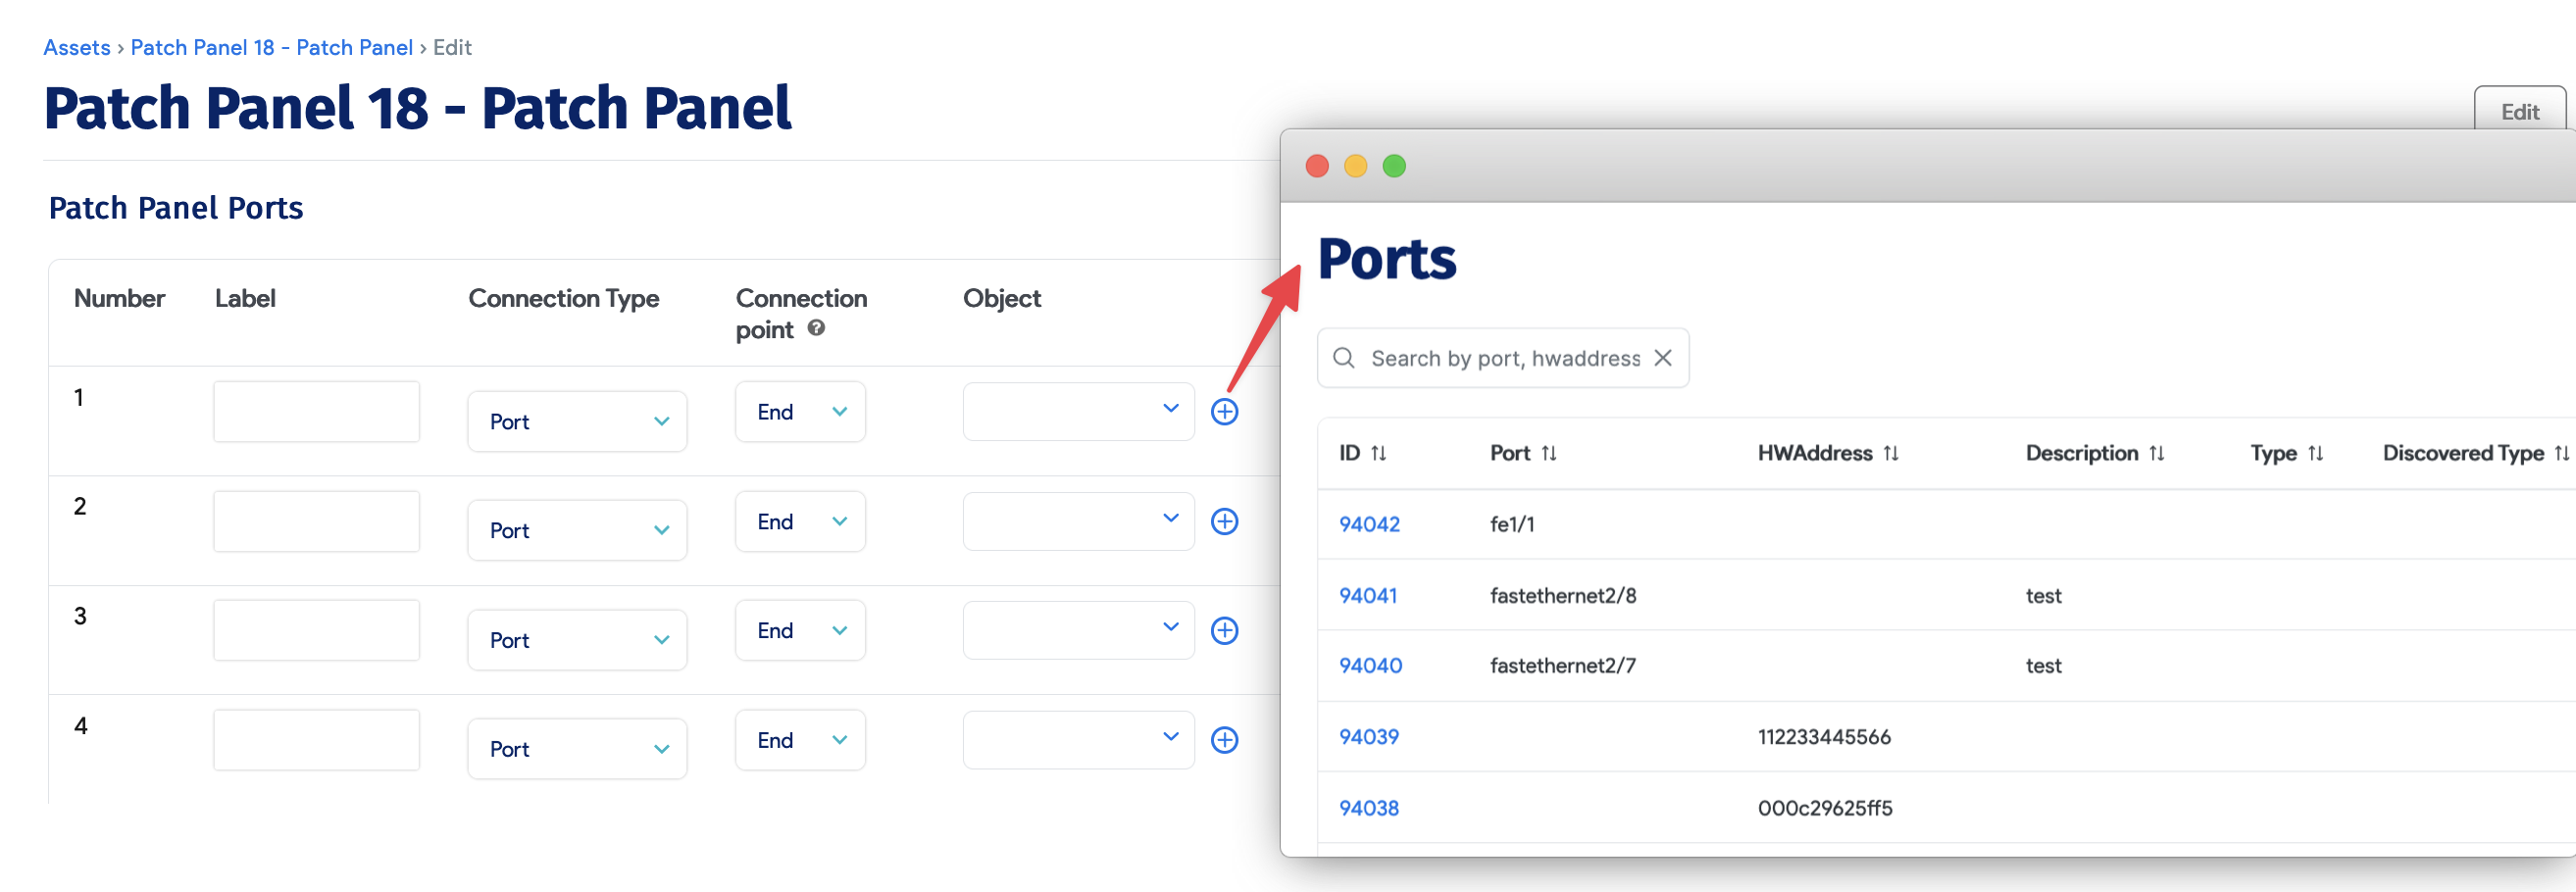 Assets › Patch Panel 18 - Patch Panel › Edit
Patch Panel 18 - Patch Panel
Edit
Patch Panel Ports
Number Label Connection Type Connection point Object
1 Port End
2 Port End
3 Port End
4 Port End
Ports
Search by port, hwaddress
ID Port HWAddress Description Type Discovered Type
94042 fe1/1
94041 fastethernet2/8 test
94040 fastethernet2/7 test
94039 112233445566
94038 000c29625ff5